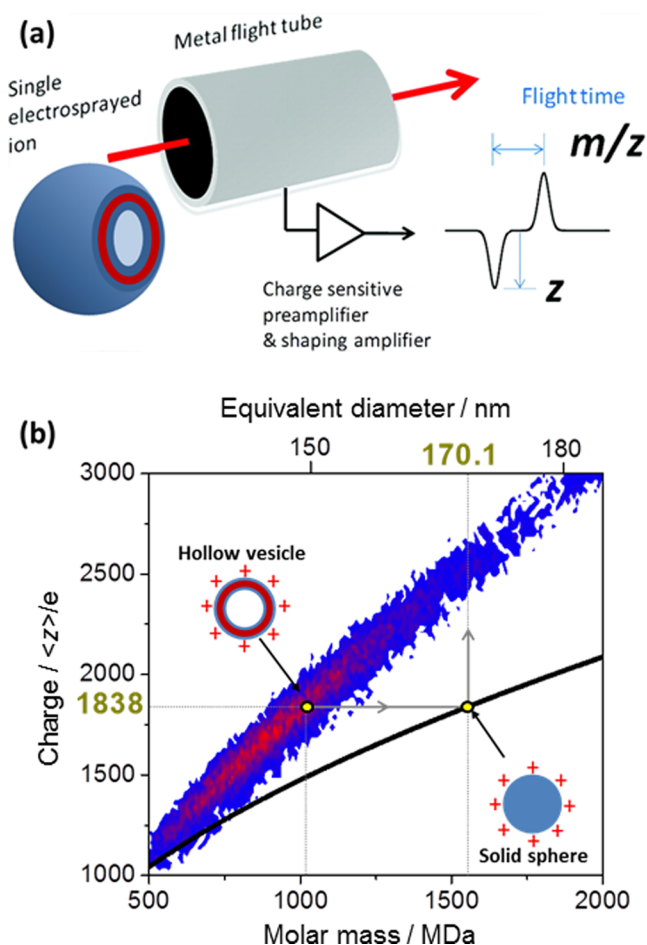 (a)
Metal flight tube
Single
electrosprayed
ion
Flight time
m/z
z
Charge sensitive
preamplifier
& shaping amplifier
(b)
Equivalent diameter / nm
150 170.1 180
3000
2500
2000
1838
1500
1000
Charge / <z>/e
Hollow vesicle
+ + + + + + + +
+ + + + + + + +
Solid sphere
500 1000 1500 2000
Molar mass / MDa